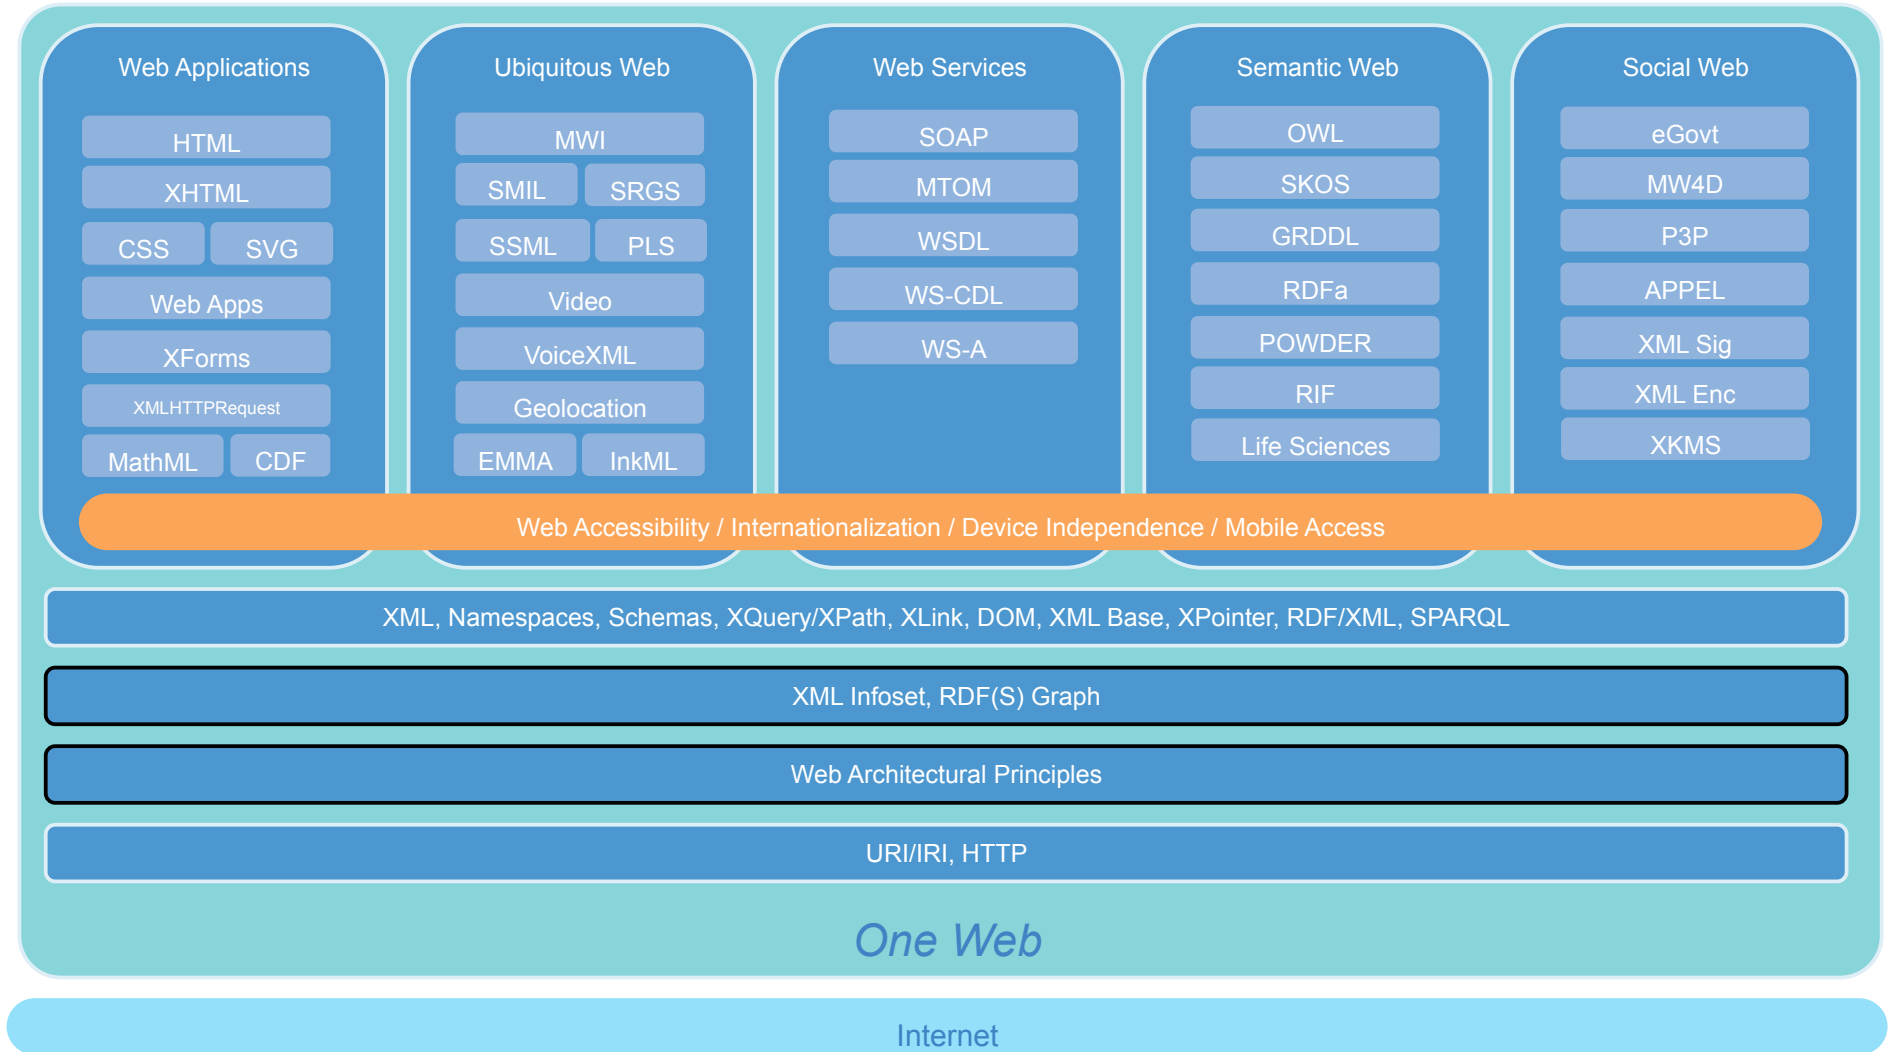 Web Applications
HTML
XHTML
CSS
SVG
Web Apps
XForms
XMLHTTPRequest
MathML
CDF
Ubiquitous Web
MWI
SMIL
SRGS
SSML
PLS
Video
VoiceXML
Geolocation
EMMA
InkML
Web Services
SOAP
MTOM
WSDL
WS-CDL
WS-A
Semantic Web
OWL
SKOS
GRDDL
RDFa
POWDER
RIF
Life Sciences
Social Web
eGovt
MW4D
P3P
APPEL
XML Sig
XML Enc
XKMS
Web Accessibility / Internationalization / Device Independence / Mobile Access
XML, Namespaces, Schemas, XQuery/XPath, XLink, DOM, XML Base, XPointer, RDF/XML, SPARQL
XML Infoset, RDF(S) Graph
Web Architectural Principles
URI/IRI, HTTP
One Web
Internet